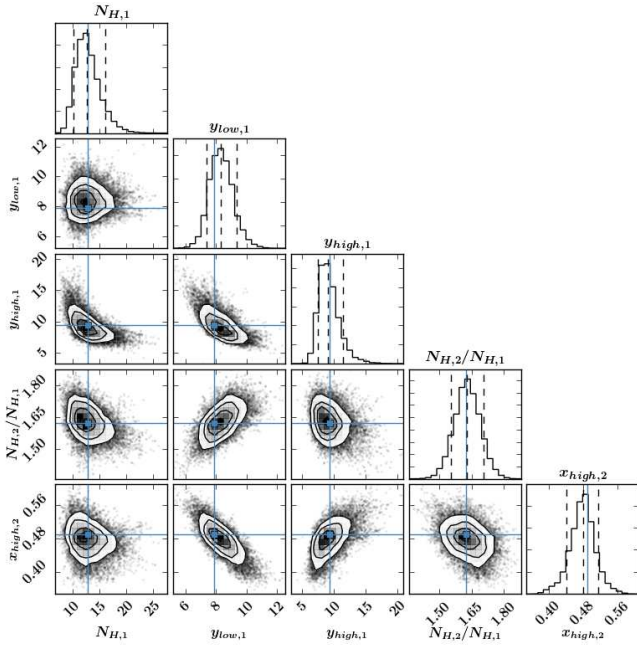 N_{H,1}
y_{low,1}
12
10
8
6
y_{low,1}
y_{high,1}
20
15
10
5
y_{high,1}
N_{H,2}/N_{H,1}
1.80
1.65
1.50
N_{H,2}/N_{H,1}
x_{high,2}
0.56
0.48
0.40
x_{high,2}
10 15 20 25 6 8 10 12 5 10 15 20 1.50 1.65 1.80 0.40 0.48 0.56
N_{H,1} y_{low,1} y_{high,1} N_{H,2}/N_{H,1} x_{high,2}